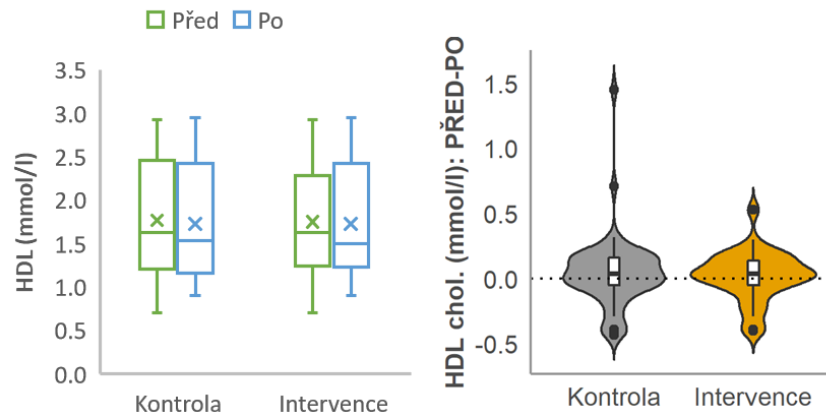 Před Po
HDL (mmol/l)
3.5
3.0
2.5
2.0
1.5
1.0
0.5
0.0
Kontrola Intervence
HDL chol. (mmol/l): PŘED-PO
1.5
1.0
0.5
0.0
-0.5
Kontrola Intervence